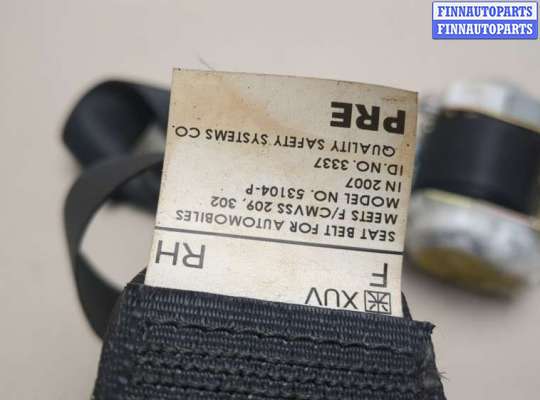 FINNAUTOPARTS
FINNAUTOPARTS
XUV
F
RH
SEAT BELT FOR AUTOMOBILES
MEETS F/CMVSS 209, 302
MODEL NO. 53104-P
IN 2007
ID.NO. 3337
QUALITY SAFETY SYSTEMS CO.
PRE